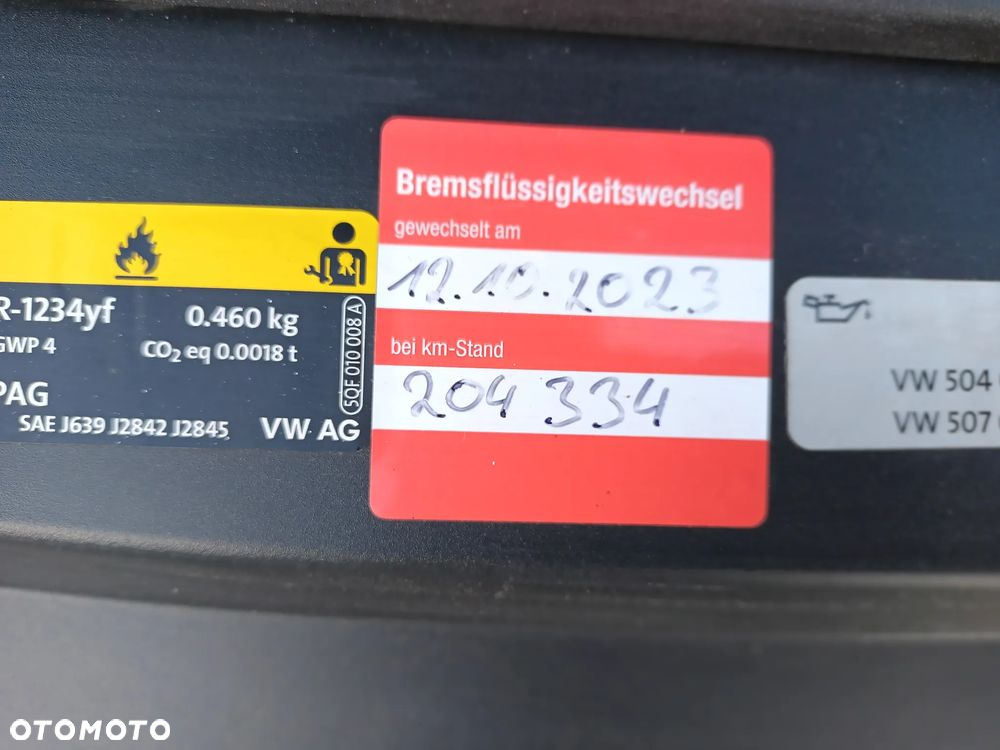 R-1234yf 0.460 kg
GWP 4 CO₂ eq 0.0018 t
PAG
SAE J639 J2842 J2845 VW AG
5QF 010 008 A
Bremsflüssigkeitswechsel
gewechselt am
12.10.2023
bei km-Stand
204 334
VW 504
VW 507
OTOMOTO